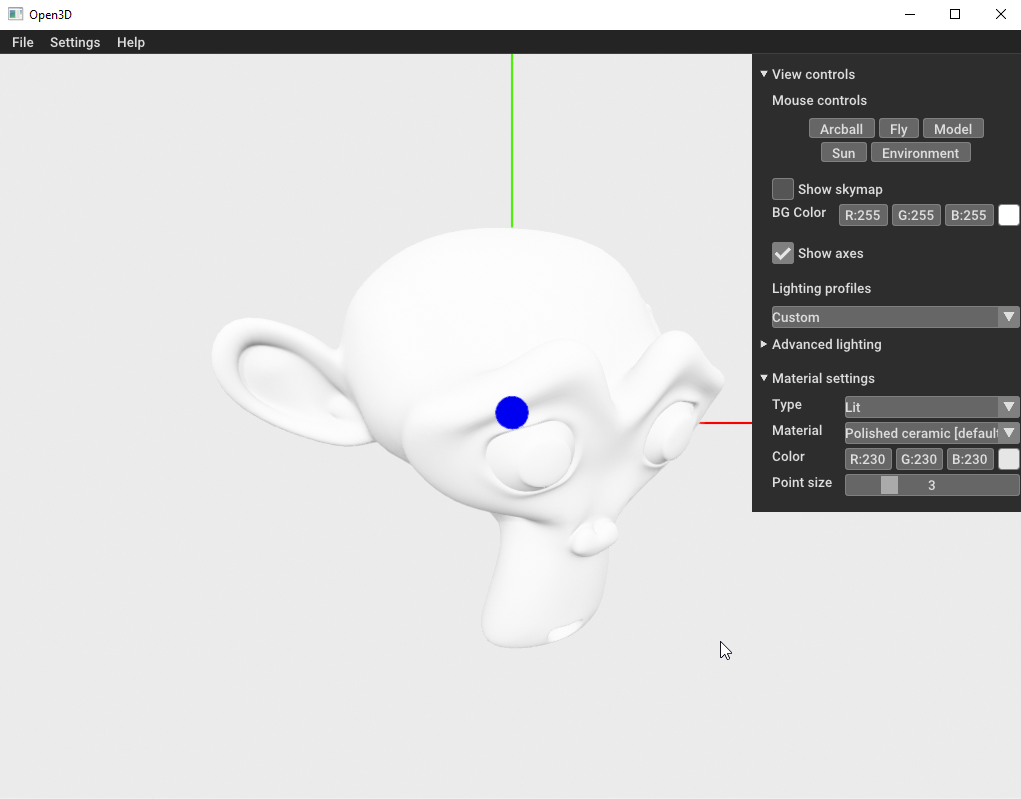 Open3D
File Settings Help
View controls
Mouse controls
Arcball Fly Model
Sun Environment
Show skymap
BG Color R:255 G:255 B:255
Show axes
Lighting profiles
Custom
Advanced lighting
Material settings
Type Lit
Material Polished ceramic [default
Color R:230 G:230 B:230
Point size 3